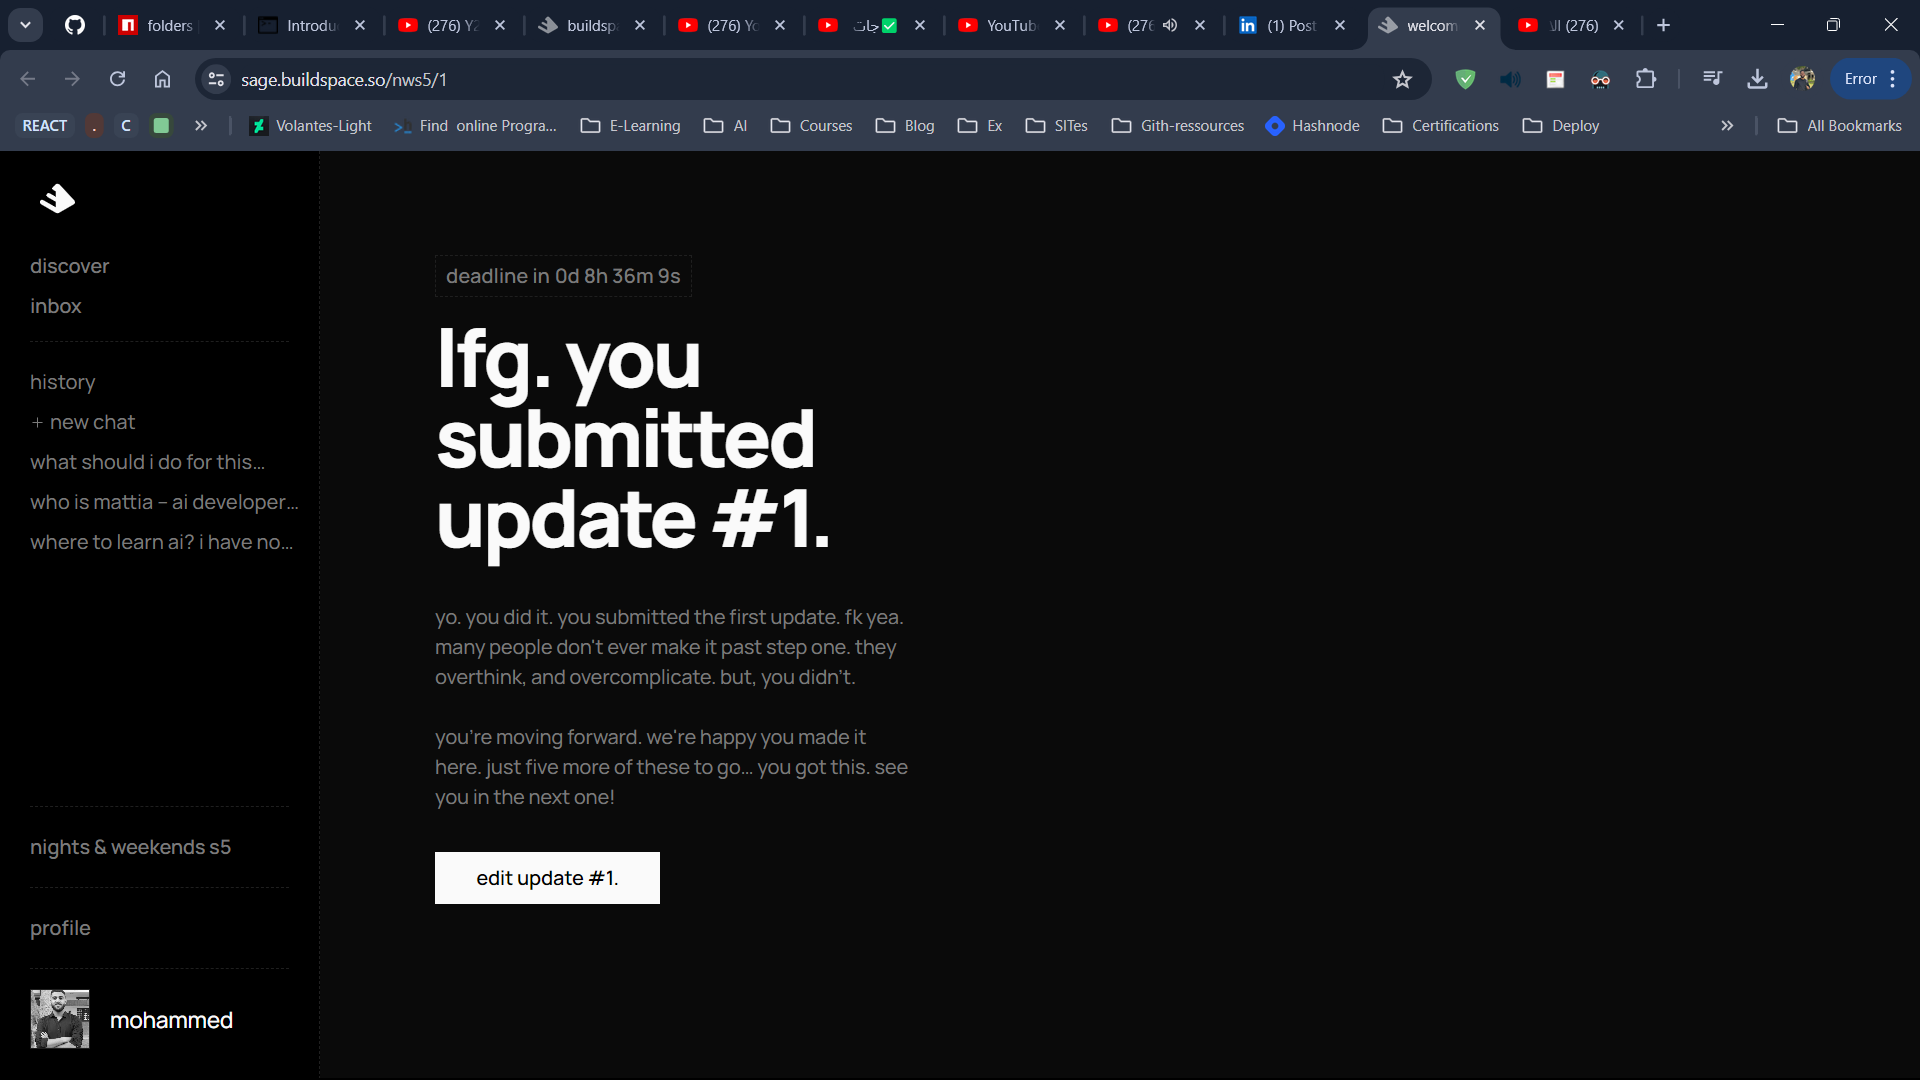 folders
Introdu
(276) Y2
buildspa
(276) Yo
جات✅
YouTub
(276
(1) Post
welcom
(276) ال
sage.buildspace.so/nws5/1
Error
REACT
.
C
Volantes-Light
Find online Progra...
E-Learning
AI
Courses
Blog
Ex
SITes
Gith-ressources
Hashnode
Certifications
Deploy
All Bookmarks
discover
inbox
history
+ new chat
what should i do for this...
who is mattia – ai developer...
where to learn ai? i have no...
nights & weekends s5
profile
mohammed
deadline in 0d 8h 36m 9s
lfg. you
submitted
update #1.
yo. you did it. you submitted the first update. fk yea.
many people don't ever make it past step one. they
overthink, and overcomplicate. but, you didn't.
you're moving forward. we're happy you made it
here. just five more of these to go... you got this. see
you in the next one!
edit update #1.